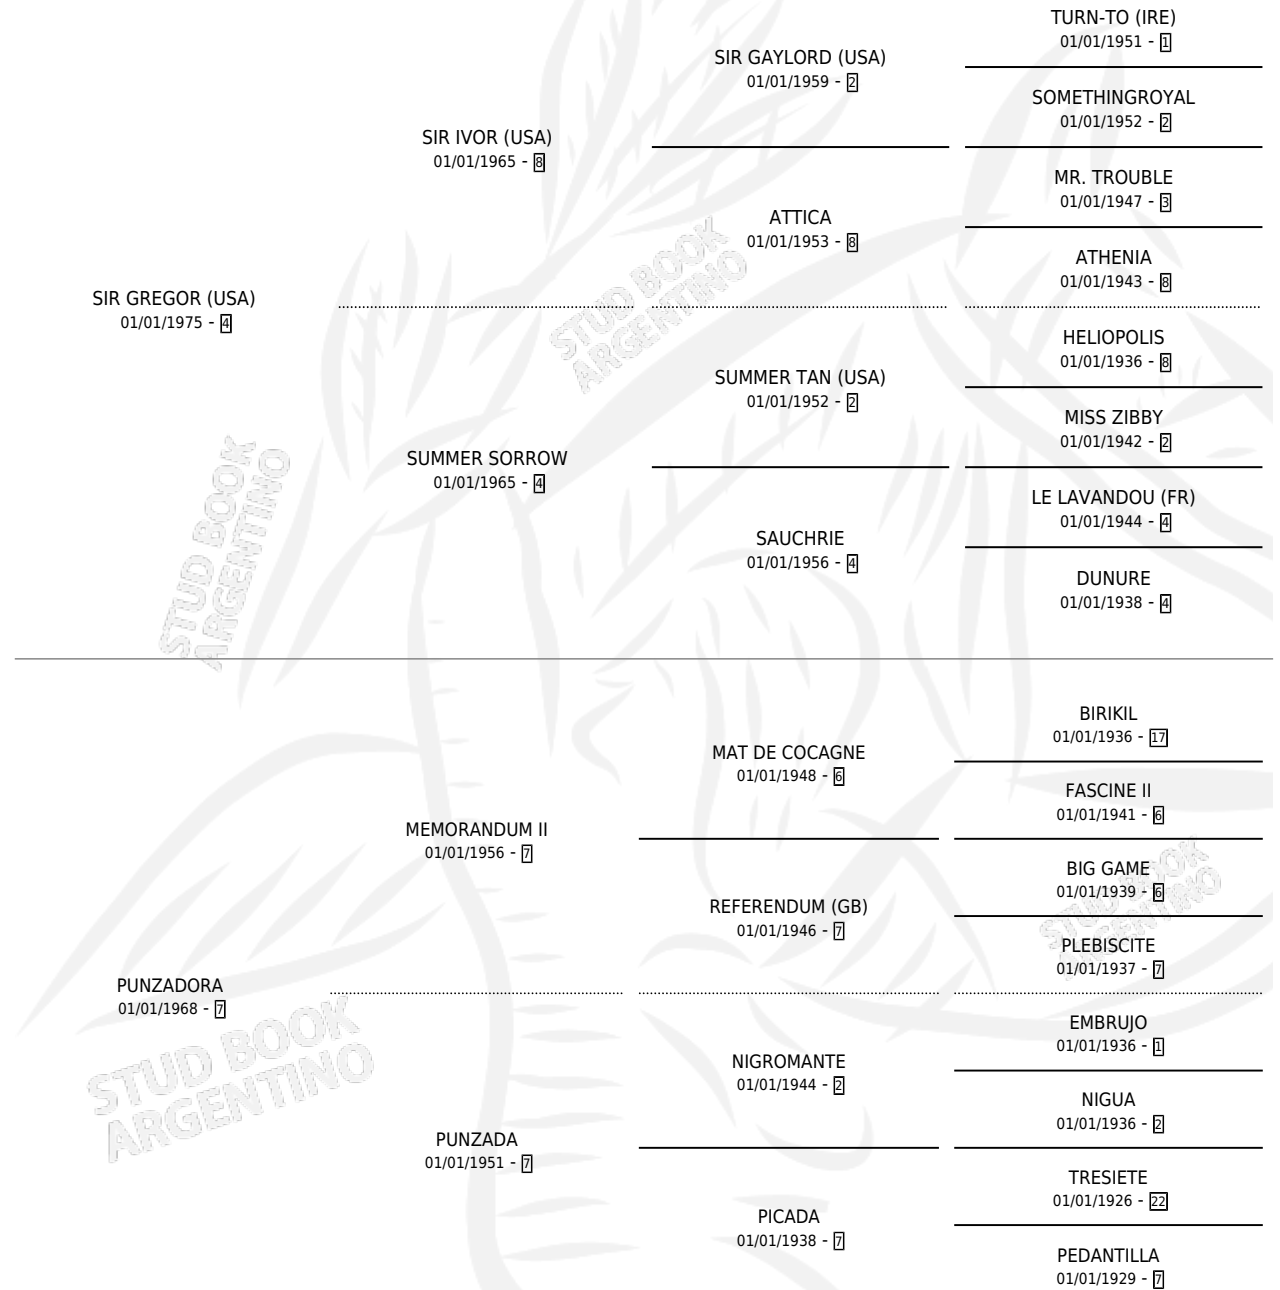 TURN-TO (IRE)
01/01/1951 - 1
SIR GAYLORD (USA)
01/01/1959 - 2
SOMETHINGROYAL
01/01/1952 - 2
SIR IVOR (USA)
01/01/1965 - 8
MR. TROUBLE
01/01/1947 - 3
ATTICA
01/01/1953 - 8
ATHENIA
01/01/1943 - 8
SIR GREGOR (USA)
01/01/1975 - 4
HELIOPOLIS
01/01/1936 - 8
SUMMER TAN (USA)
01/01/1952 - 2
MISS ZIBBY
01/01/1942 - 2
SUMMER SORROW
01/01/1965 - 4
LE LAVANDOU (FR)
01/01/1944 - 4
SAUCHRIE
01/01/1956 - 4
DUNURE
01/01/1938 - 4
BIRIKIL
01/01/1936 - 17
MAT DE COCAGNE
01/01/1948 - 6
FASCINE II
01/01/1941 - 6
MEMORANDUM II
01/01/1956 - 7
BIG GAME
01/01/1939 - 6
REFERENDUM (GB)
01/01/1946 - 7
PLEBISCITE
01/01/1937 - 7
PUNZADORA
01/01/1968 - 7
EMBRUJO
01/01/1936 - 1
NIGROMANTE
01/01/1944 - 2
NIGUA
01/01/1936 - 2
PUNZADA
01/01/1951 - 7
TRESIETE
01/01/1926 - 22
PICADA
01/01/1938 - 7
PEDANTILLA
01/01/1929 - 7
STUD BOOK
ARGENTINO
STUD BOOK
ARGENTINO
STUD BOOK
ARGENTINO
STUD BOOK
ARGENTINO